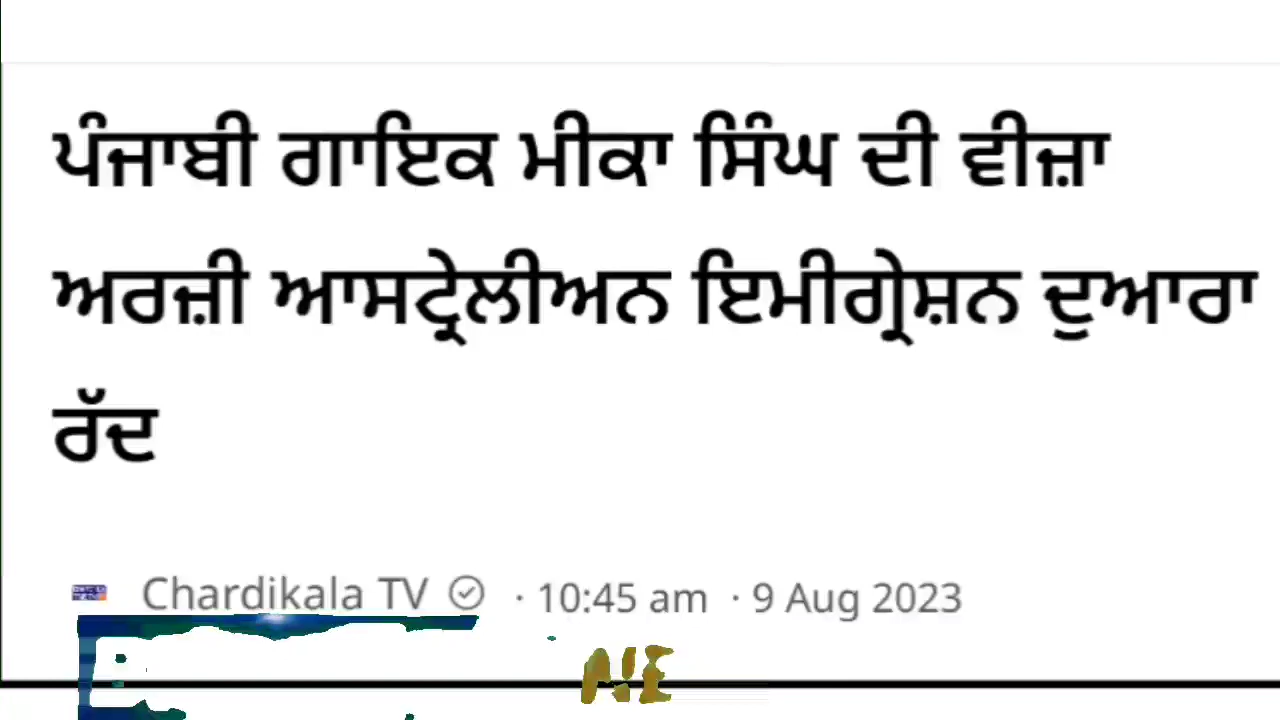 ਪੰਜਾਬੀ ਗਾਇਕ ਮੀਕਾ ਸਿੰਘ ਦੀ ਵੀਜ਼ਾ
ਅਰਜ਼ੀ ਆਸਟ੍ਰੇਲੀਅਨ ਇਮੀਗ੍ਰੇਸ਼ਨ ਦੁਆਰਾ
ਰੱਦ
Chardikala TV · 10:45 am · 9 Aug 2023